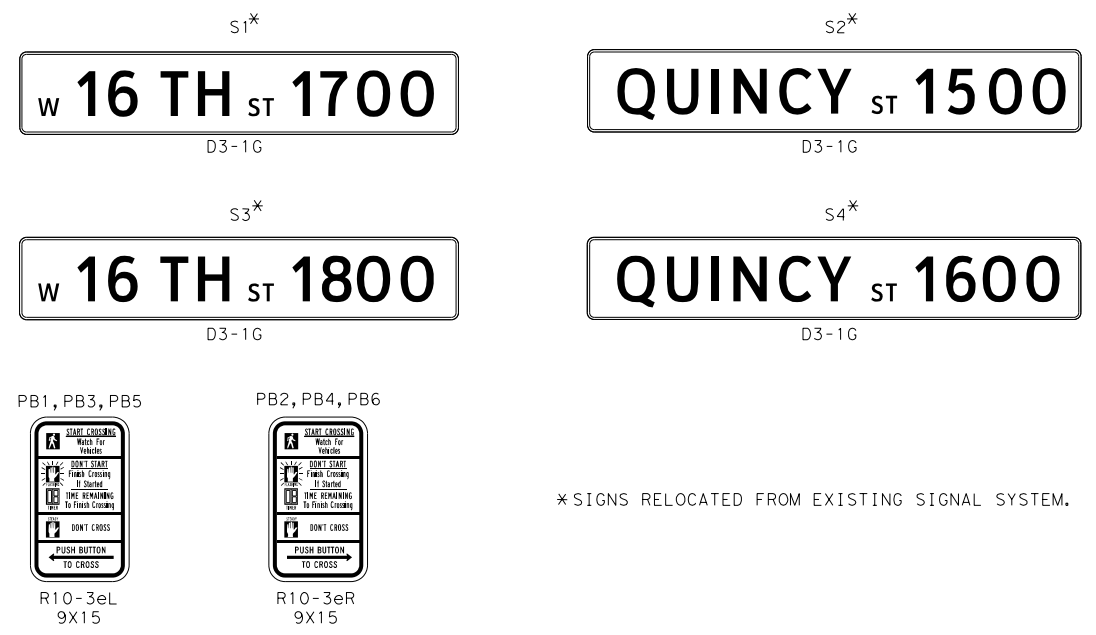 S1*
W 16 TH ST 1700
D3-1G
S2*
QUINCY ST 1500
D3-1G
S3*
W 16 TH ST 1800
D3-1G
S4*
QUINCY ST 1600
D3-1G
PB1, PB3, PB5
START CROSSING
Watch For
Vehicles
DON'T START
Finish Crossing
If Started
TIME REMAINING
To Finish Crossing
TIMER
STEADY
DON'T CROSS
PUSH BUTTON
TO CROSS
R10-3eL
9X15
PB2, PB4, PB6
START CROSSING
Watch For
Vehicles
DON'T START
Finish Crossing
If Started
TIME REMAINING
To Finish Crossing
TIMER
STEADY
DON'T CROSS
PUSH BUTTON
TO CROSS
R10-3eR
9X15
*SIGNS RELOCATED FROM EXISTING SIGNAL SYSTEM.